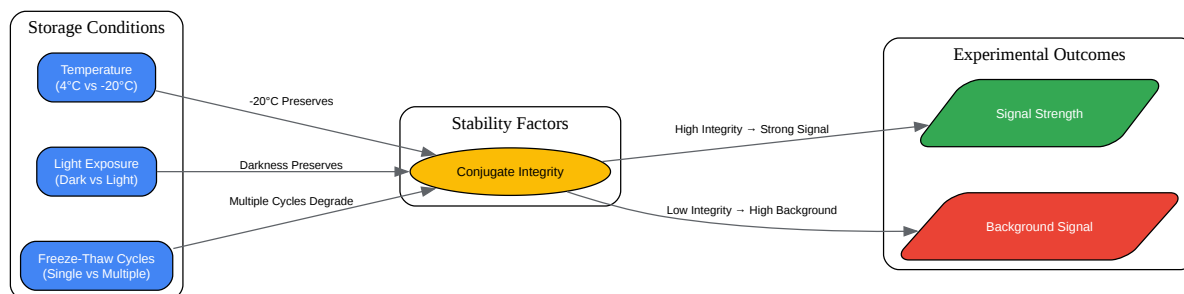 Storage Conditions
Temperature
(4°C vs -20°C)
Light Exposure
(Dark vs Light)
Freeze-Thaw Cycles
(Single vs Multiple)
-20°C Preserves
Darkness Preserves
Multiple Cycles Degrade
Stability Factors
Conjugate Integrity
High Integrity → Strong Signal
Low Integrity → High Background
Experimental Outcomes
Signal Strength
Background Signal